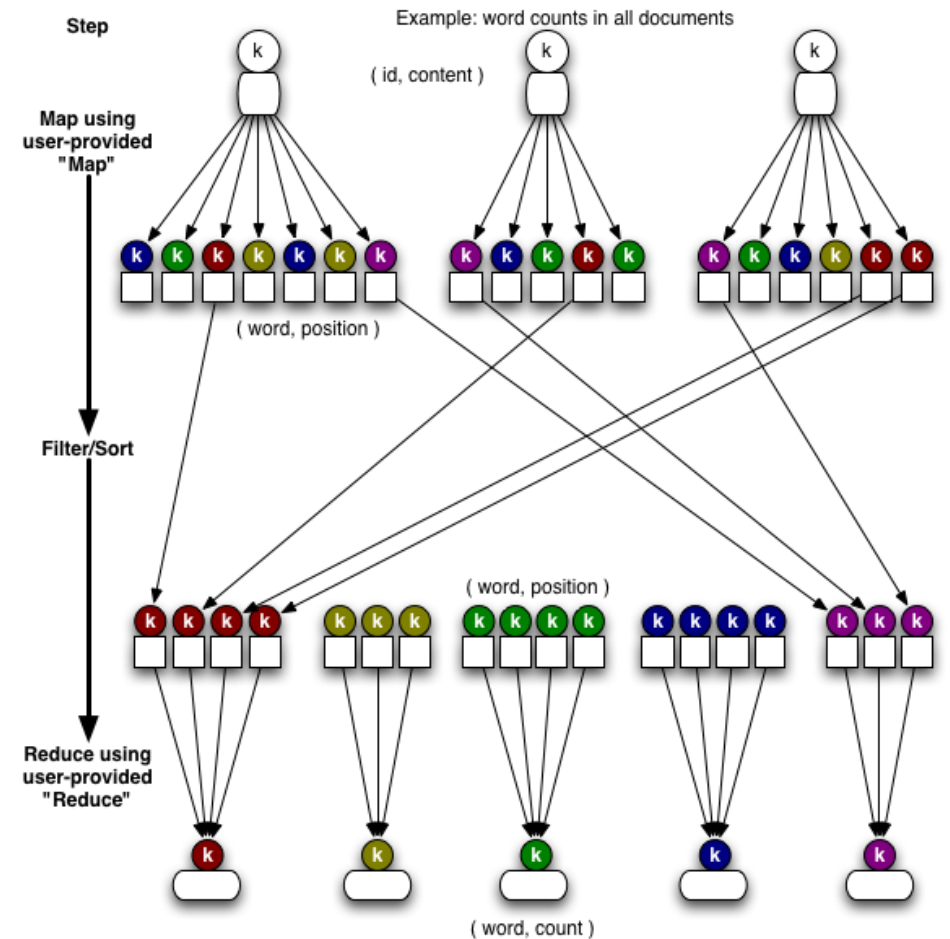 Step
Example: word counts in all documents
k k k
( id, content )
Map using
user-provided
"Map"
k k k k k k k k k k k k k k k k k k
( word, position )
Filter/Sort
( word, position )
k k k k k k k k k k k k k k k k k k
Reduce using
user-provided
"Reduce"
k k k k k
( word, count )